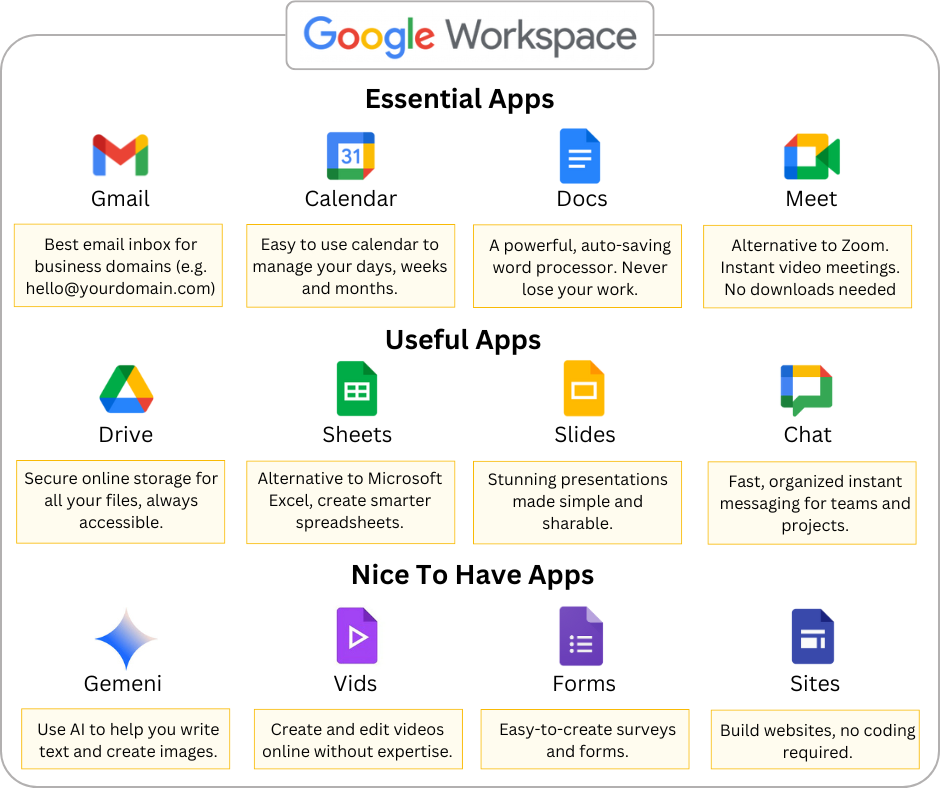 Google Workspace
Essential Apps
31
Gmail
Calendar
Docs
Meet
Best email inbox for
business domains (e.g.
hello@yourdomain.com)
Easy to use calendar to
manage your days, weeks
and months.
A powerful, auto-saving
word processor. Never
lose your work.
Alternative to Zoom.
Instant video meetings.
No downloads needed
Useful Apps
Drive
Sheets
Slides
Chat
Secure online storage for
all your files, always
accessible.
Alternative to Microsoft
Excel, create smarter
spreadsheets.
Stunning presentations
made simple and
sharable.
Fast, organized instant
messaging for teams and
projects.
Nice To Have Apps
Gemeni
Vids
Forms
Sites
Use AI to help you write
text and create images.
Create and edit videos
online without expertise.
Easy-to-create surveys
and forms.
Build websites, no coding
required.